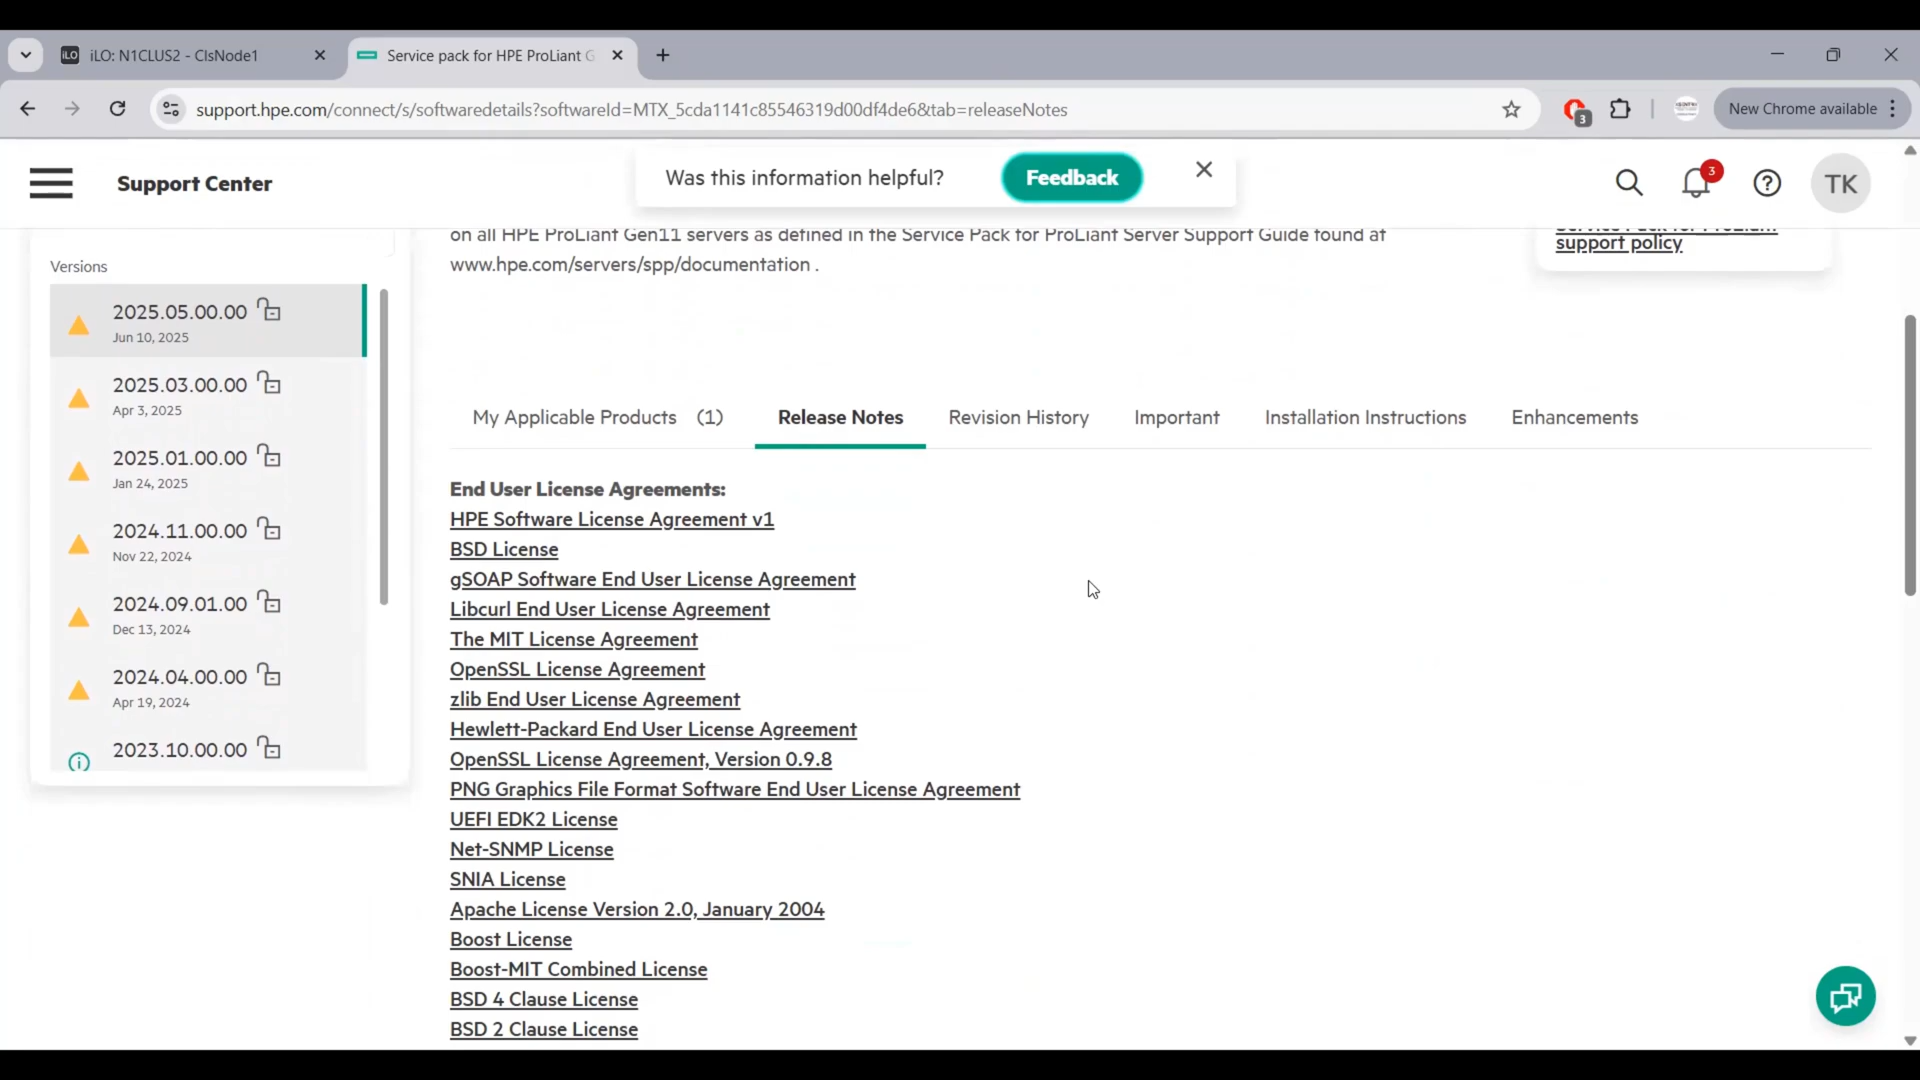 iLO: N1CLUS2 - ClsNode1
Service pack for HPE ProLiant G
support.hpe.com/connect/s/softwaredetails?softwareId=MTX_5cda1141c85546319d00df4de6&tab=releaseNotes
3
New Chrome available
Support Center
Was this information helpful?
Feedback
3
TK
on all HPE ProLiant Gen11 servers as defined in the Service Pack for ProLiant Server Support Guide found at
www.hpe.com/servers/spp/documentation .
Service Pack for ProLiant
support policy
Versions
2025.05.00.00
Jun 10, 2025
2025.03.00.00
Apr 3, 2025
2025.01.00.00
Jan 24, 2025
2024.11.00.00
Nov 22, 2024
2024.09.01.00
Dec 13, 2024
2024.04.00.00
Apr 19, 2024
2023.10.00.00
My Applicable Products (1)
Release Notes
Revision History
Important
Installation Instructions
Enhancements
End User License Agreements:
HPE Software License Agreement v1
BSD License
gSOAP Software End User License Agreement
Libcurl End User License Agreement
The MIT License Agreement
OpenSSL License Agreement
zlib End User License Agreement
Hewlett-Packard End User License Agreement
OpenSSL License Agreement, Version 0.9.8
PNG Graphics File Format Software End User License Agreement
UEFI EDK2 License
Net-SNMP License
SNIA License
Apache License Version 2.0, January 2004
Boost License
Boost-MIT Combined License
BSD 4 Clause License
BSD 2 Clause License